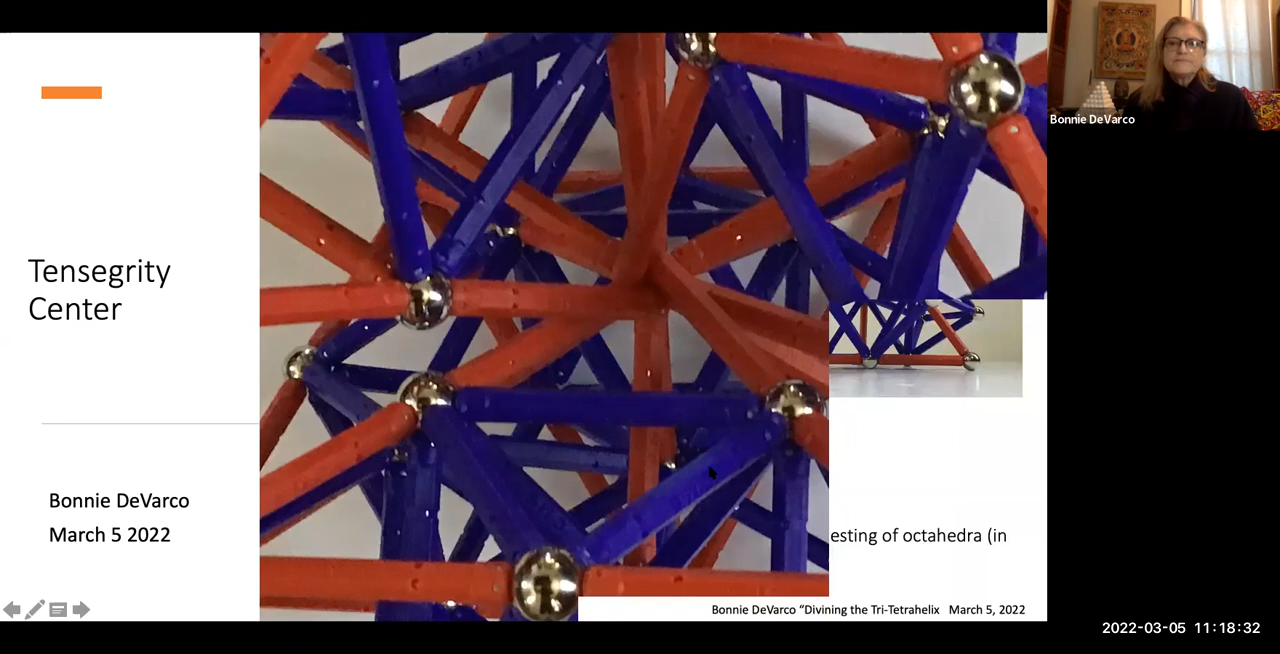 Tensegrity
Center
Bonnie DeVarco
March 5 2022
esting of octahedra (in
Bonnie DeVarco “Divining the Tri-Tetrahelix March 5, 2022
Bonnie DeVarco
2022-03-05 11:18:32